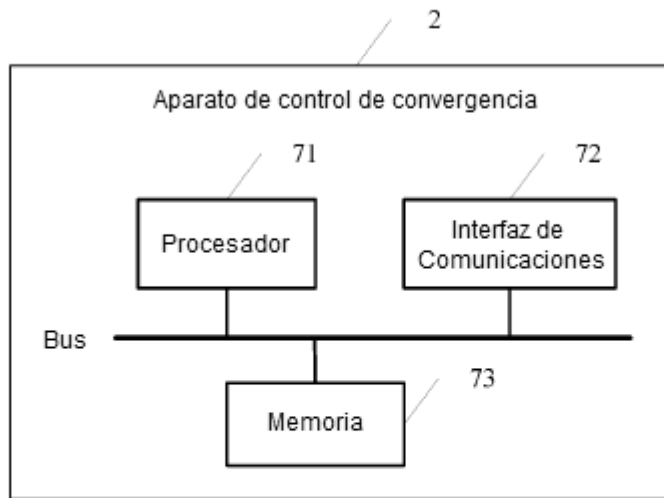 2
Aparato de control de convergencia
71
72
Procesador
Interfaz de
Comunicaciones
Bus
73
Memoria